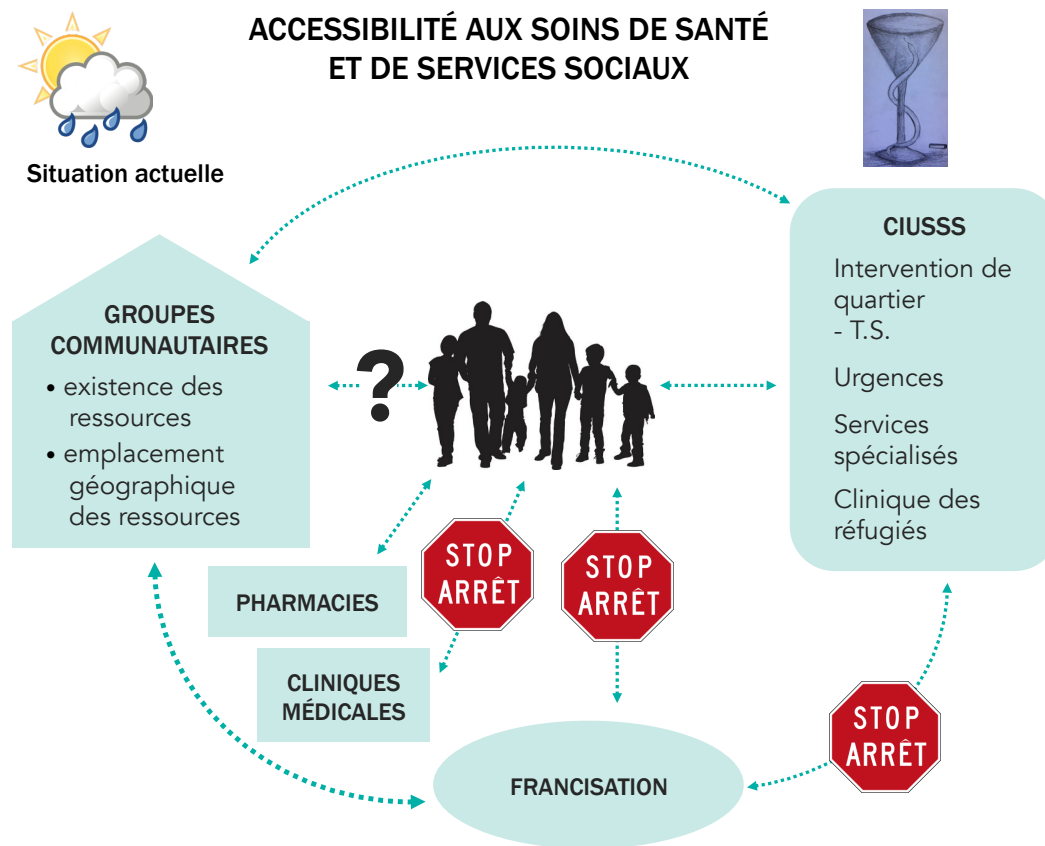 ACCESSIBILITÉ AUX SOINS DE SANTÉ
ET DE SERVICES SOCIAUX
Situation actuelle
GROUPES
COMMUNAUTAIRES
• existence des
ressources
• emplacement
géographique
des ressources
?
CIUSSS
Intervention de
quartier
- T.S.
Urgences
Services
spécialisés
Clinique des
réfugiés
PHARMACIES
STOP
ARRÊT
STOP
ARRÊT
CLINIQUES
MÉDICALES
STOP
ARRÊT
FRANCISATION